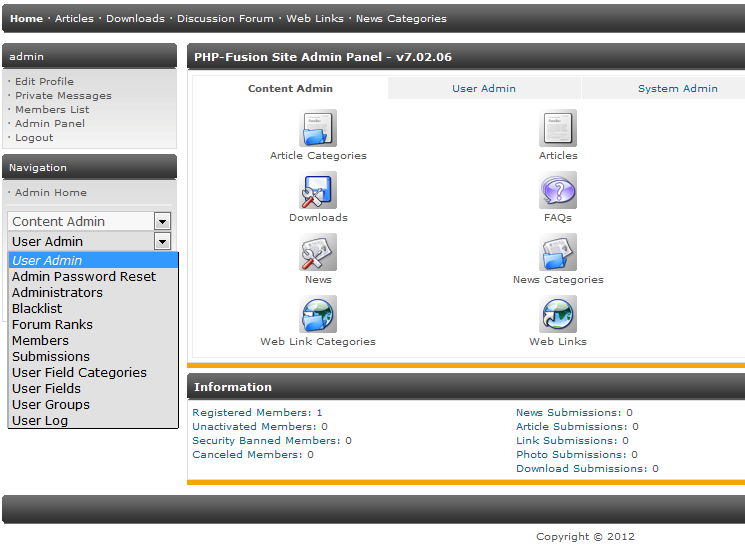 Home · Articles · Downloads · Discussion Forum · Web Links · News Categories
admin
· Edit Profile
· Private Messages
· Members List
· Admin Panel
· Logout
Navigation
· Admin Home
Content Admin
User Admin
User Admin
Admin Password Reset
Administrators
Blacklist
Forum Ranks
Members
Submissions
User Field Categories
User Fields
User Groups
User Log
PHP-Fusion Site Admin Panel - v7.02.06
Content Admin User Admin System Admin
Article Categories Articles
Downloads FAQs
News News Categories
Web Link Categories Web Links
Information
Registered Members: 1
Unactivated Members: 0
Security Banned Members: 0
Canceled Members: 0
News Submissions: 0
Article Submissions: 0
Link Submissions: 0
Photo Submissions: 0
Download Submissions: 0
Copyright © 2012